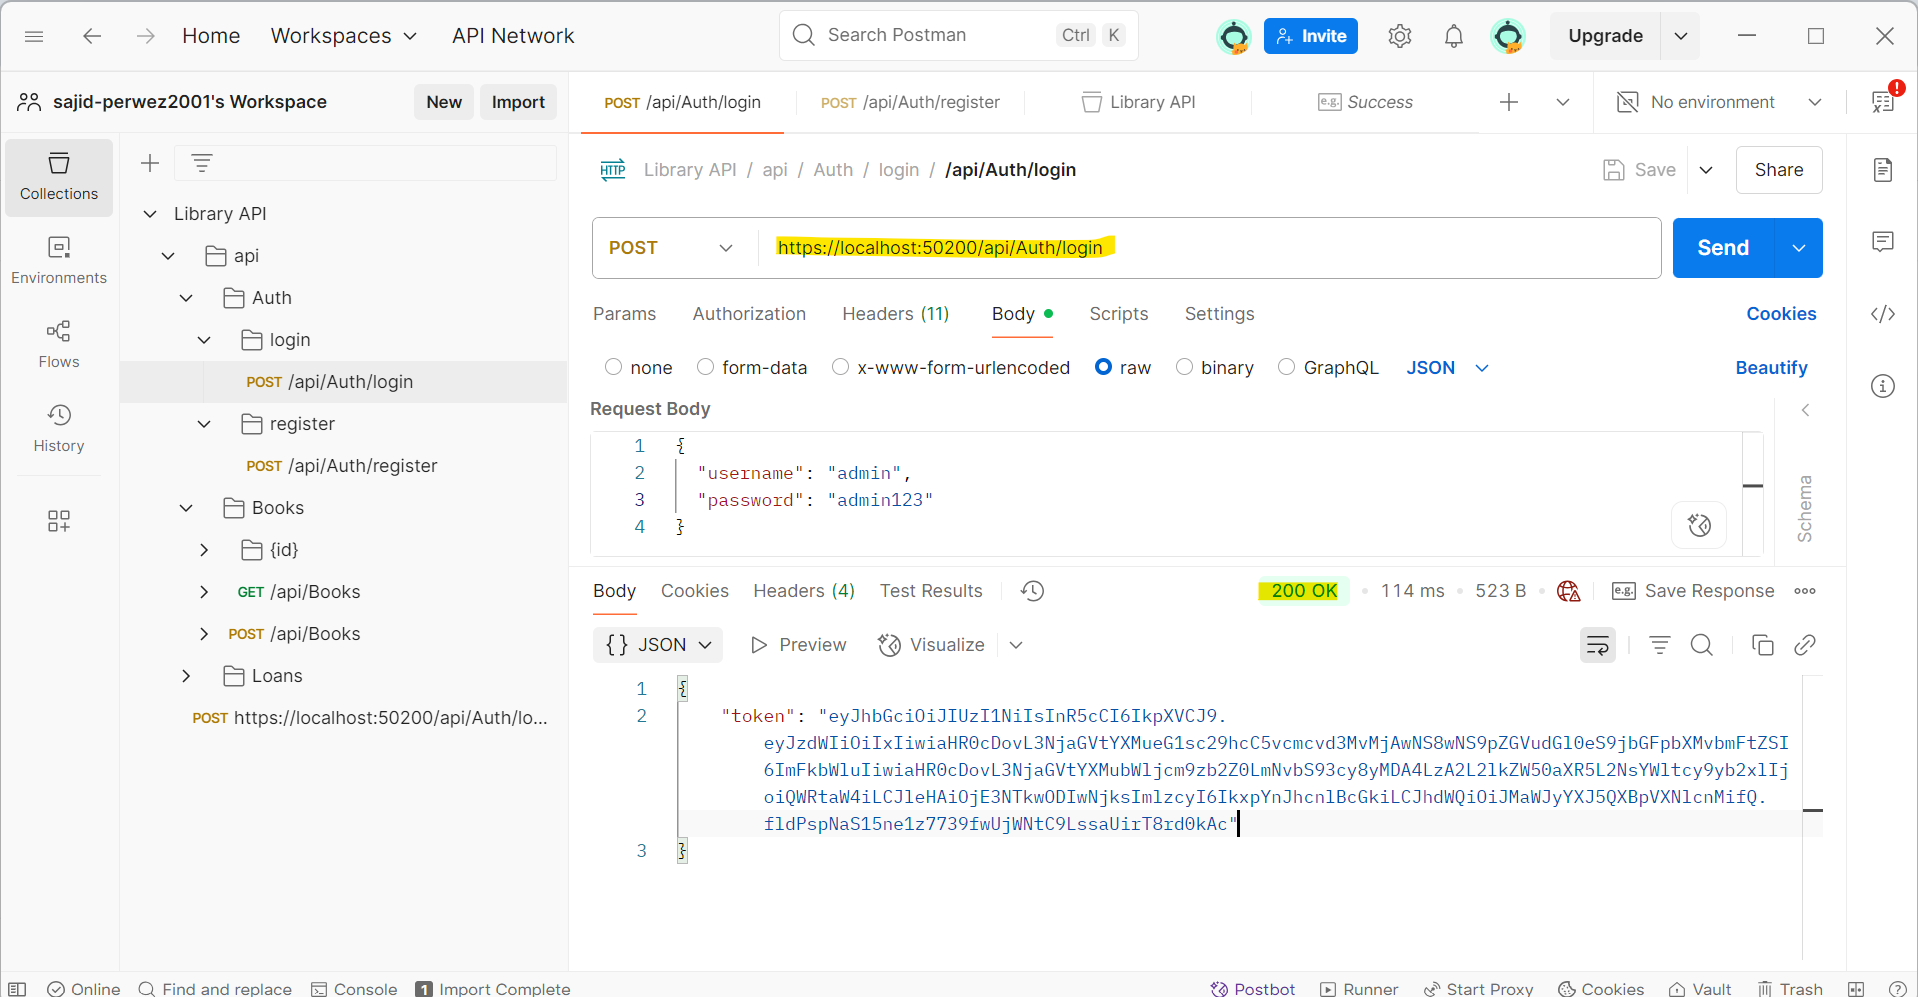 Home Workspaces API Network Search Postman Ctrl K Invite Upgrade
sajid-perwez2001's Workspace New Import
POST /api/Auth/login POST /api/Auth/register Library API e.g. Success No environment
Collections
Environments
Flows
History
Library API
api
Auth
login
POST /api/Auth/login
register
POST /api/Auth/register
Books
{id}
GET /api/Books
POST /api/Books
Loans
POST https://localhost:50200/api/Auth/lo...
HTTP Library API / api / Auth / login / /api/Auth/login Save Share
POST https://localhost:50200/api/Auth/login Send
Params Authorization Headers (11) Body Scripts Settings Cookies
none form-data x-www-form-urlencoded raw binary GraphQL JSON Beautify
Request Body
1 {
2 "username": "admin",
3 "password": "admin123"
4 }
Schema
Body Cookies Headers (4) Test Results 200 OK • 114 ms • 523 B • e.g. Save Response
{} JSON Preview Visualize
1 {
2 "token": "eyJhbGciOiJIUzI1NiIsInR5cCI6IkpXVCJ9.
eyJzdWIiOiIxIiwiaHR0cDovL3NjaGVtYXMueG1sc29hcC5vcmcvd3MvMjAwNS8wNS9pZGVudGl0eS9jbGFpbXMvbmFtZSI
6ImFkbWluIiwiaHR0cDovL3NjaGVtYXMubWljcm9zb2Z0LmNvbS93cy8yMDA4LzA2L2lkZW50aXR5L2NsYWltcy9yb2xlIj
oiQWRtaW4iLCJleHAiOjE3NTkwODIwNjksImlzcyI6IkxpYnJhcnlBcGkiLCJhdWQiOiJMaWJyYXJ5QXBpVXNlcnMifQ.
fldPspNaS15ne1z7739fwUjWNtC9LssaUirT8rd0kAc"
3 }
Online Find and replace Console 1 Import Complete Postbot Runner Start Proxy Cookies Vault Trash